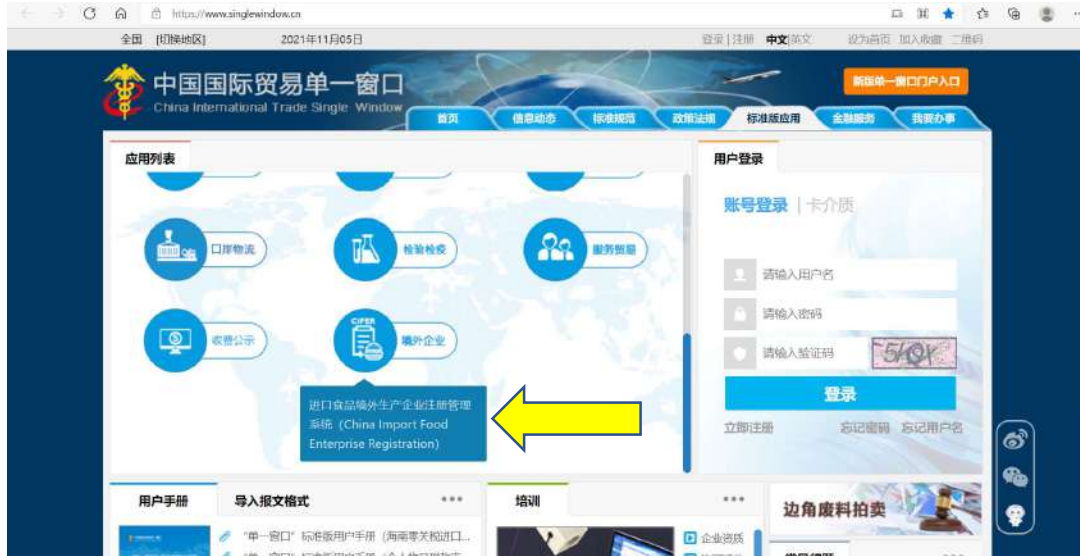 https://www.singlewindow.cn
全国 [切换地区] 2021年11月05日 登录|注册 中文|英文 设为首页 加入收藏 二维码
中国国际贸易单一窗口
China International Trade Single Window
新版单一窗口门户入口
首页 信息动态 标准规范 政策法规 标准版应用 金融服务 我要办事
应用列表
口岸物流 检验检疫 服务贸易
收费公示 CIFER 境外企业
进口食品境外生产企业注册管理
系统（China Import Food
Enterprise Registration）
用户登录
账号登录 | 卡介质
请输入用户名
请输入密码
请输入验证码
登录
立即注册 忘记密码 忘记用户名
用户手册 导入报文格式 •••
“单一窗口”标准版用户手册（海南零关税进口...
培训 •••
企业资质
边角废料拍卖